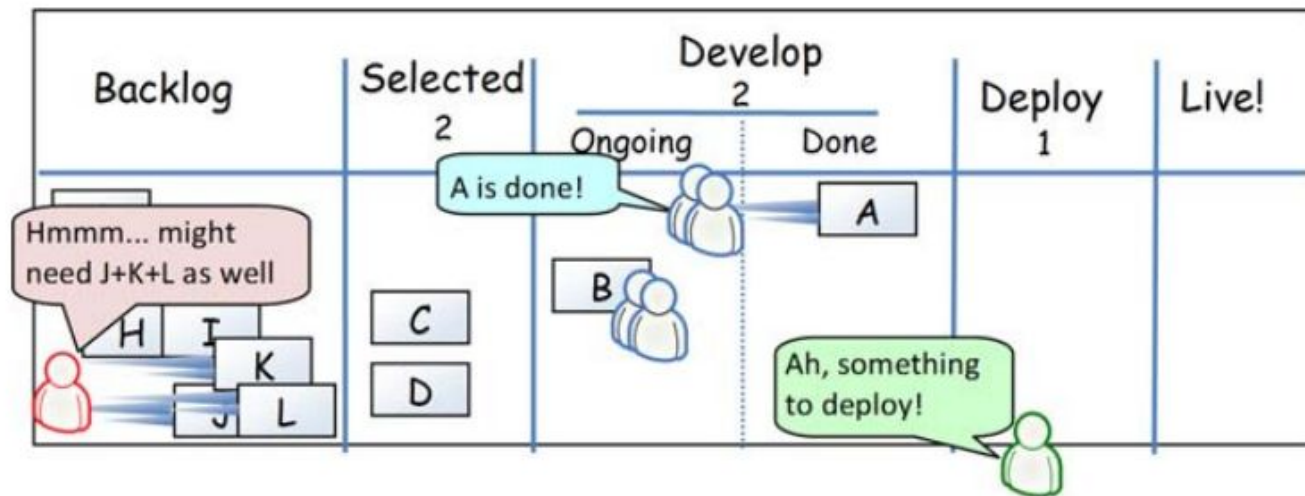 Backlog
Selected
2
Develop
2
Ongoing
Done
Deploy
1
Live!
A is done!
A
Hmmm... might
need J+K+L as well
B
H
I
K
J
L
C
D
Ah, something
to deploy!